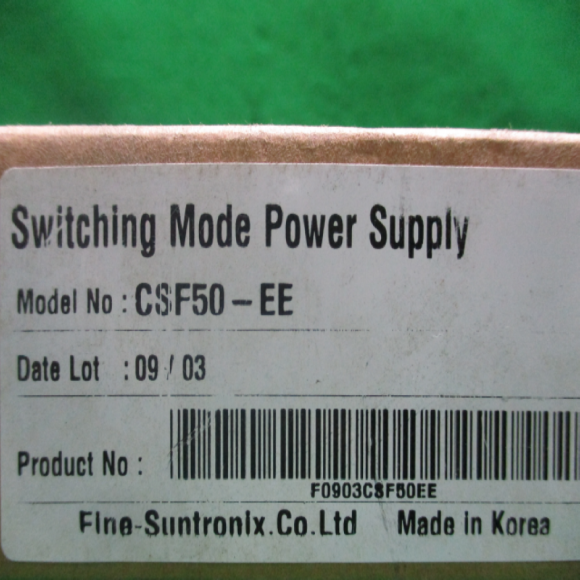 Switching Mode Power Supply
Model No : CSF50-EE
Date Lot : 09 / 03
Product No :
F0903CSF50EE
Fine-Suntronix.Co.Ltd Made in Korea